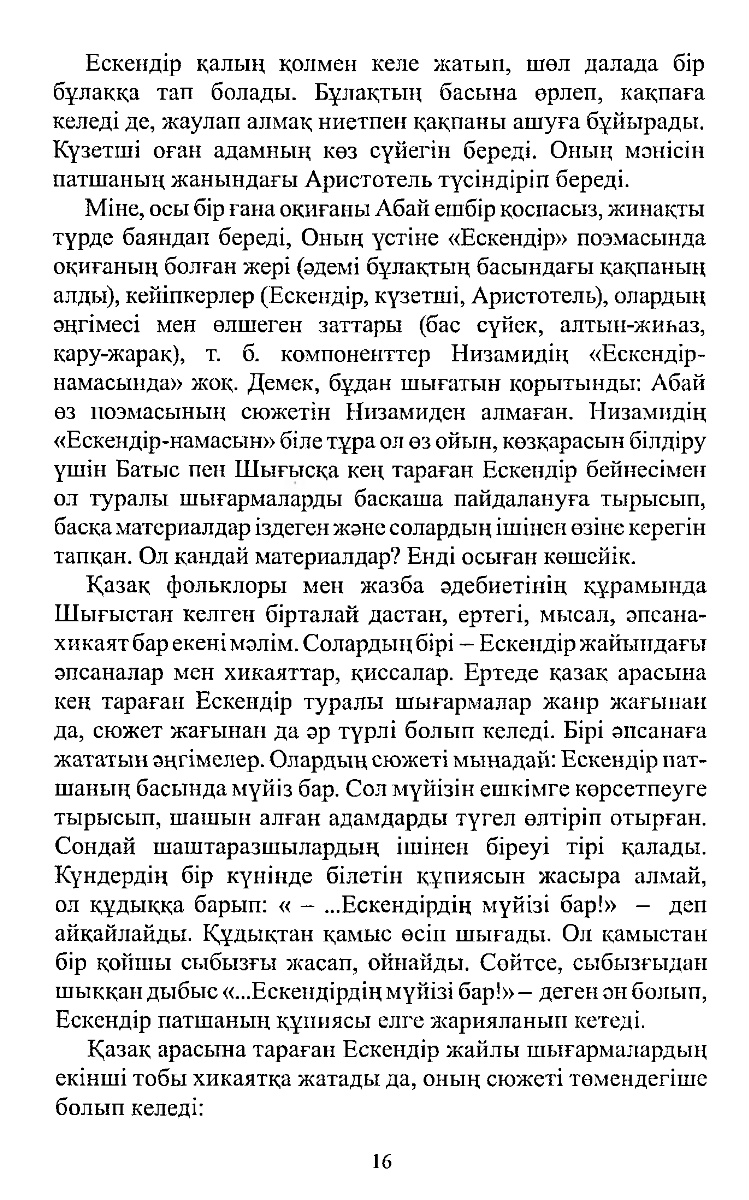 Ескендір қалың қолмен келе жатып, шөл далада бір
бұлаққа тап болады. Бұлақтың басына өрлеп, қақпаға
келеді де, жаулап алмақ ниетпен қақпаны ашуға бұйырады.
Күзетші оған адамның көз сүйегін береді. Оның мәнісін
патшаның жанындағы Аристотель түсіндіріп береді.
Міне, осы бір ғана оқиғаны Абай ешбір қоспасыз, жинақты
түрде баяндап береді, Оның үстіне «Ескендір» поэмасында
оқиғаның болған жері (әдемі бұлақтың басындағы қақпаның
алды), кейіпкерлер (Ескендір, күзетші, Аристотель), олардың
әңгімесі мен өлшеген заттары (бас сүйек, алтын-жиһаз,
қару-жарақ), т. б. компоненттер Низамидің «Ескендір-
намасында» жоқ. Демек, бұдан шығатын қорытынды: Абай
өз поэмасының сюжетін Низамиден алмаған. Низамидің
«Ескендір-намасын» біле тұра ол өз ойын, көзқарасын білдіру
үшін Батыс пен Шығысқа кең тараған Ескендір бейнесімен
ол туралы шығармаларды басқаша пайдалануға тырысып,
басқа материалдар іздеген және солардың ішінен өзіне керегін
тапқан. Ол қандай материалдар? Енді осыған көшейік.
Қазақ фольклоры мен жазба әдебиетінің құрамында
Шығыстан келген бірталай дастан, ертегі, мысал, әпсана-
хикаят бар екені мәлім. Солардың бірі – Ескендір жайындағы
әпсаналар мен хикаяттар, қиссалар. Ертеде қазақ арасына
кең тараған Ескендір туралы шығармалар жанр жағынан
да, сюжет жағынан да әр түрлі болып келеді. Бірі әпсанаға
жататын әңгімелер. Олардың сюжеті мынадай: Ескендір пат-
шаның басында мүйіз бар. Сол мүйізін ешкімге көрсетпеуге
тырысып, шашын алған адамдарды түгел өлтіріп отырған.
Сондай шаштаразшылардың ішінен біреуі тірі қалады.
Күндердің бір күнінде білетін құпиясын жасыра алмай,
ол құдыққа барып: « – ...Ескендірдің мүйізі бар!» – деп
айқайлайды. Құдықтан қамыс өсіп шығады. Ол қамыстан
бір қойшы сыбызғы жасап, ойнайды. Сөйтсе, сыбызғыдан
шыққан дыбыс «...Ескендірдің мүйізі бар!» – деген ән болып,
Ескендір патшаның құпиясы елге жарияланып кетеді.
Қазақ арасына тараған Ескендір жайлы шығармалардың
екінші тобы хикаятқа жатады да, оның сюжеті төмендегіше
болып келеді:
16